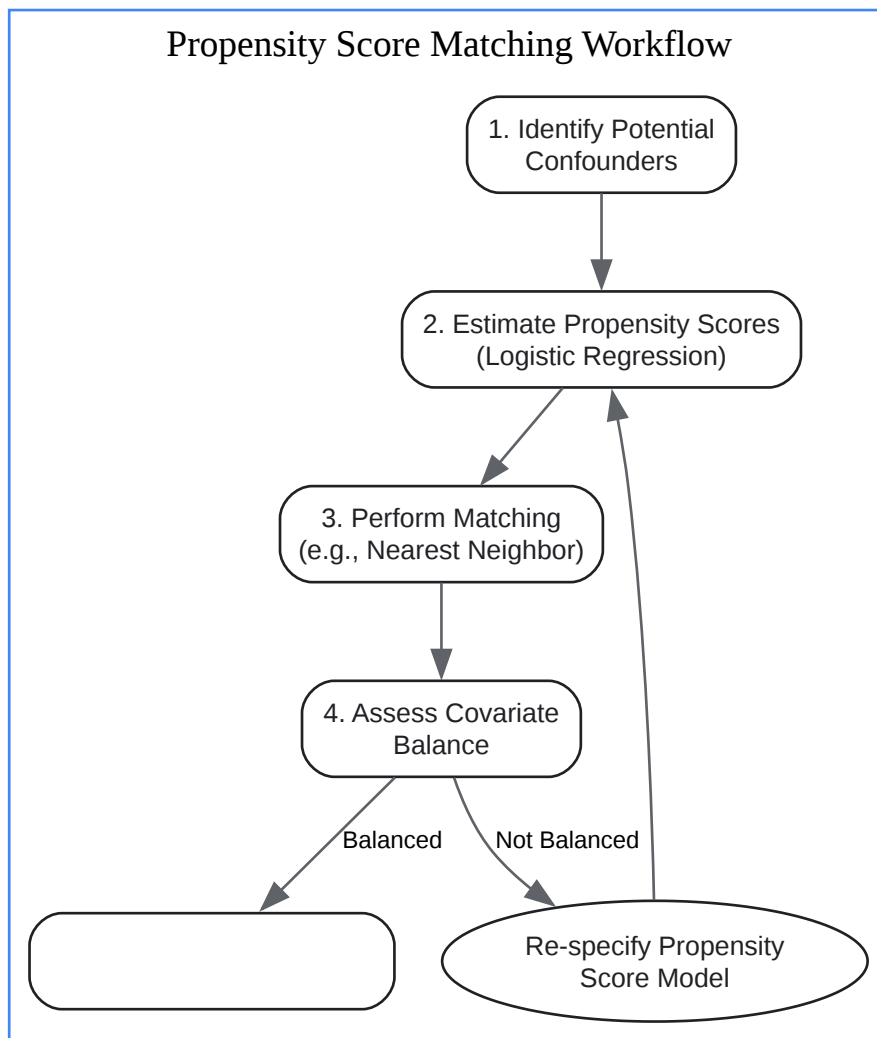 Propensity Score Matching Workflow
1. Identify Potential
Confounders
2. Estimate Propensity Scores
(Logistic Regression)
3. Perform Matching
(e.g., Nearest Neighbor)
4. Assess Covariate
Balance
Balanced
Not Balanced
Re-specify Propensity
Score Model